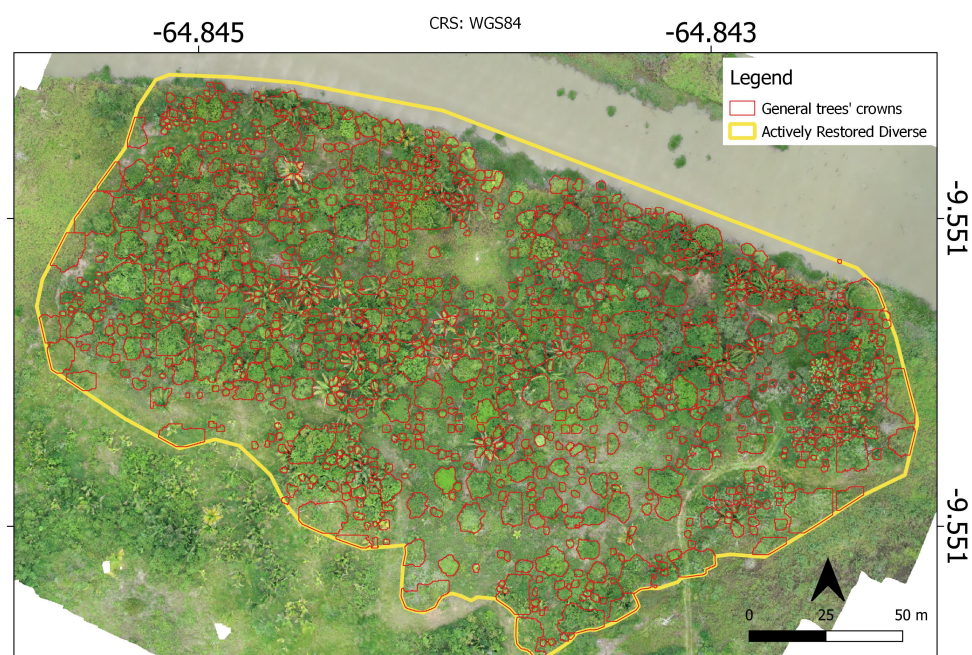 CRS: WGS84
-64.845
-64.843
Legend
General trees' crowns
Actively Restored Diverse
-9.551
-9.551
0 25 50 m